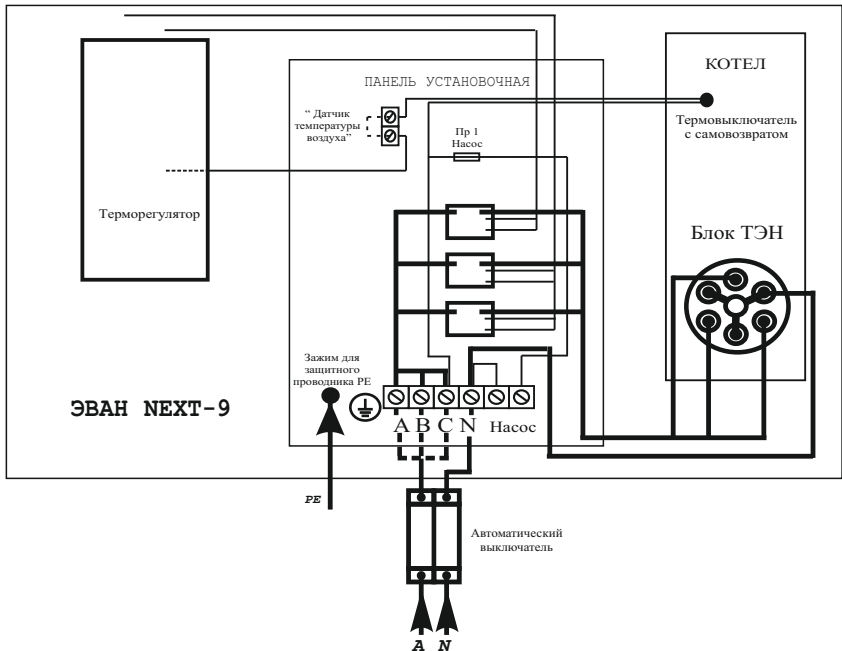 КОТЕЛ
ПАНЕЛЬ УСТАНОВОЧНАЯ
“ Датчик
температуры
воздуха”
Термовыключатель
с самовозвратом
Пр 1
Насос
Терморегулятор
Блок ТЭН
Зажим для
защитного
проводника PE
ЭВАН NEXT-9
A B C N Насос
PE
Автоматический
выключатель
A N